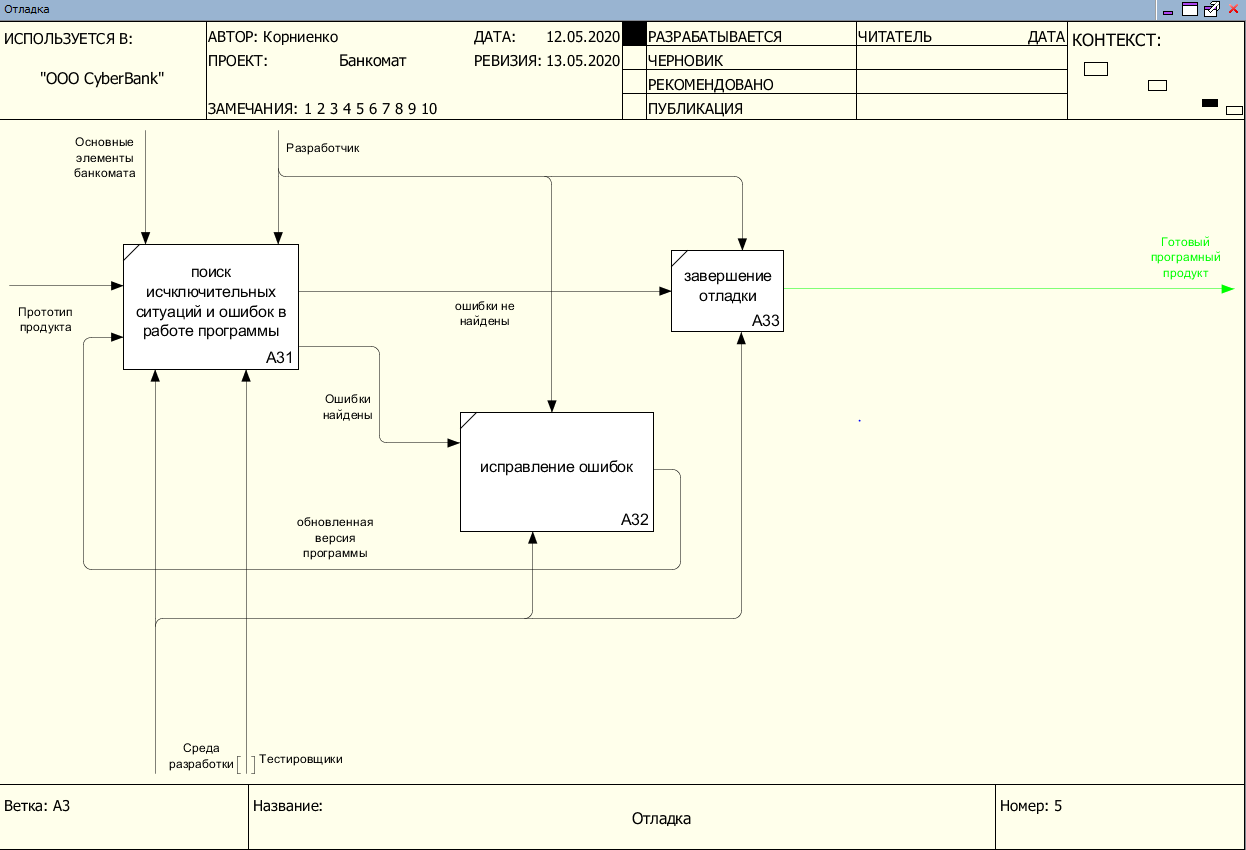 Отладка
ИСПОЛЬЗУЕТСЯ В:
"ООО CyberBank"
АВТОР: Корниенко
ДАТА: 12.05.2020
ПРОЕКТ: Банкомат
РЕВИЗИЯ: 13.05.2020
ЗАМЕЧАНИЯ: 1 2 3 4 5 6 7 8 9 10
РАЗРАБАТЫВАЕТСЯ
ЧЕРНОВИК
РЕКОМЕНДОВАНО
ПУБЛИКАЦИЯ
ЧИТАТЕЛЬ ДАТА
КОНТЕКСТ:
Основные
элементы
банкомата
Разработчик
Готовый
програмный
продукт
поиск
исчключительных
ситуаций и ошибок в
работе программы
A31
завершение
отладки
A33
Прототип
продукта
ошибки не
найдены
Ошибки
найдены
исправление ошибок
A32
обновленная
версия
программы
Среда
разработки
Тестировщики
Ветка: A3
Название:
Отладка
Номер: 5